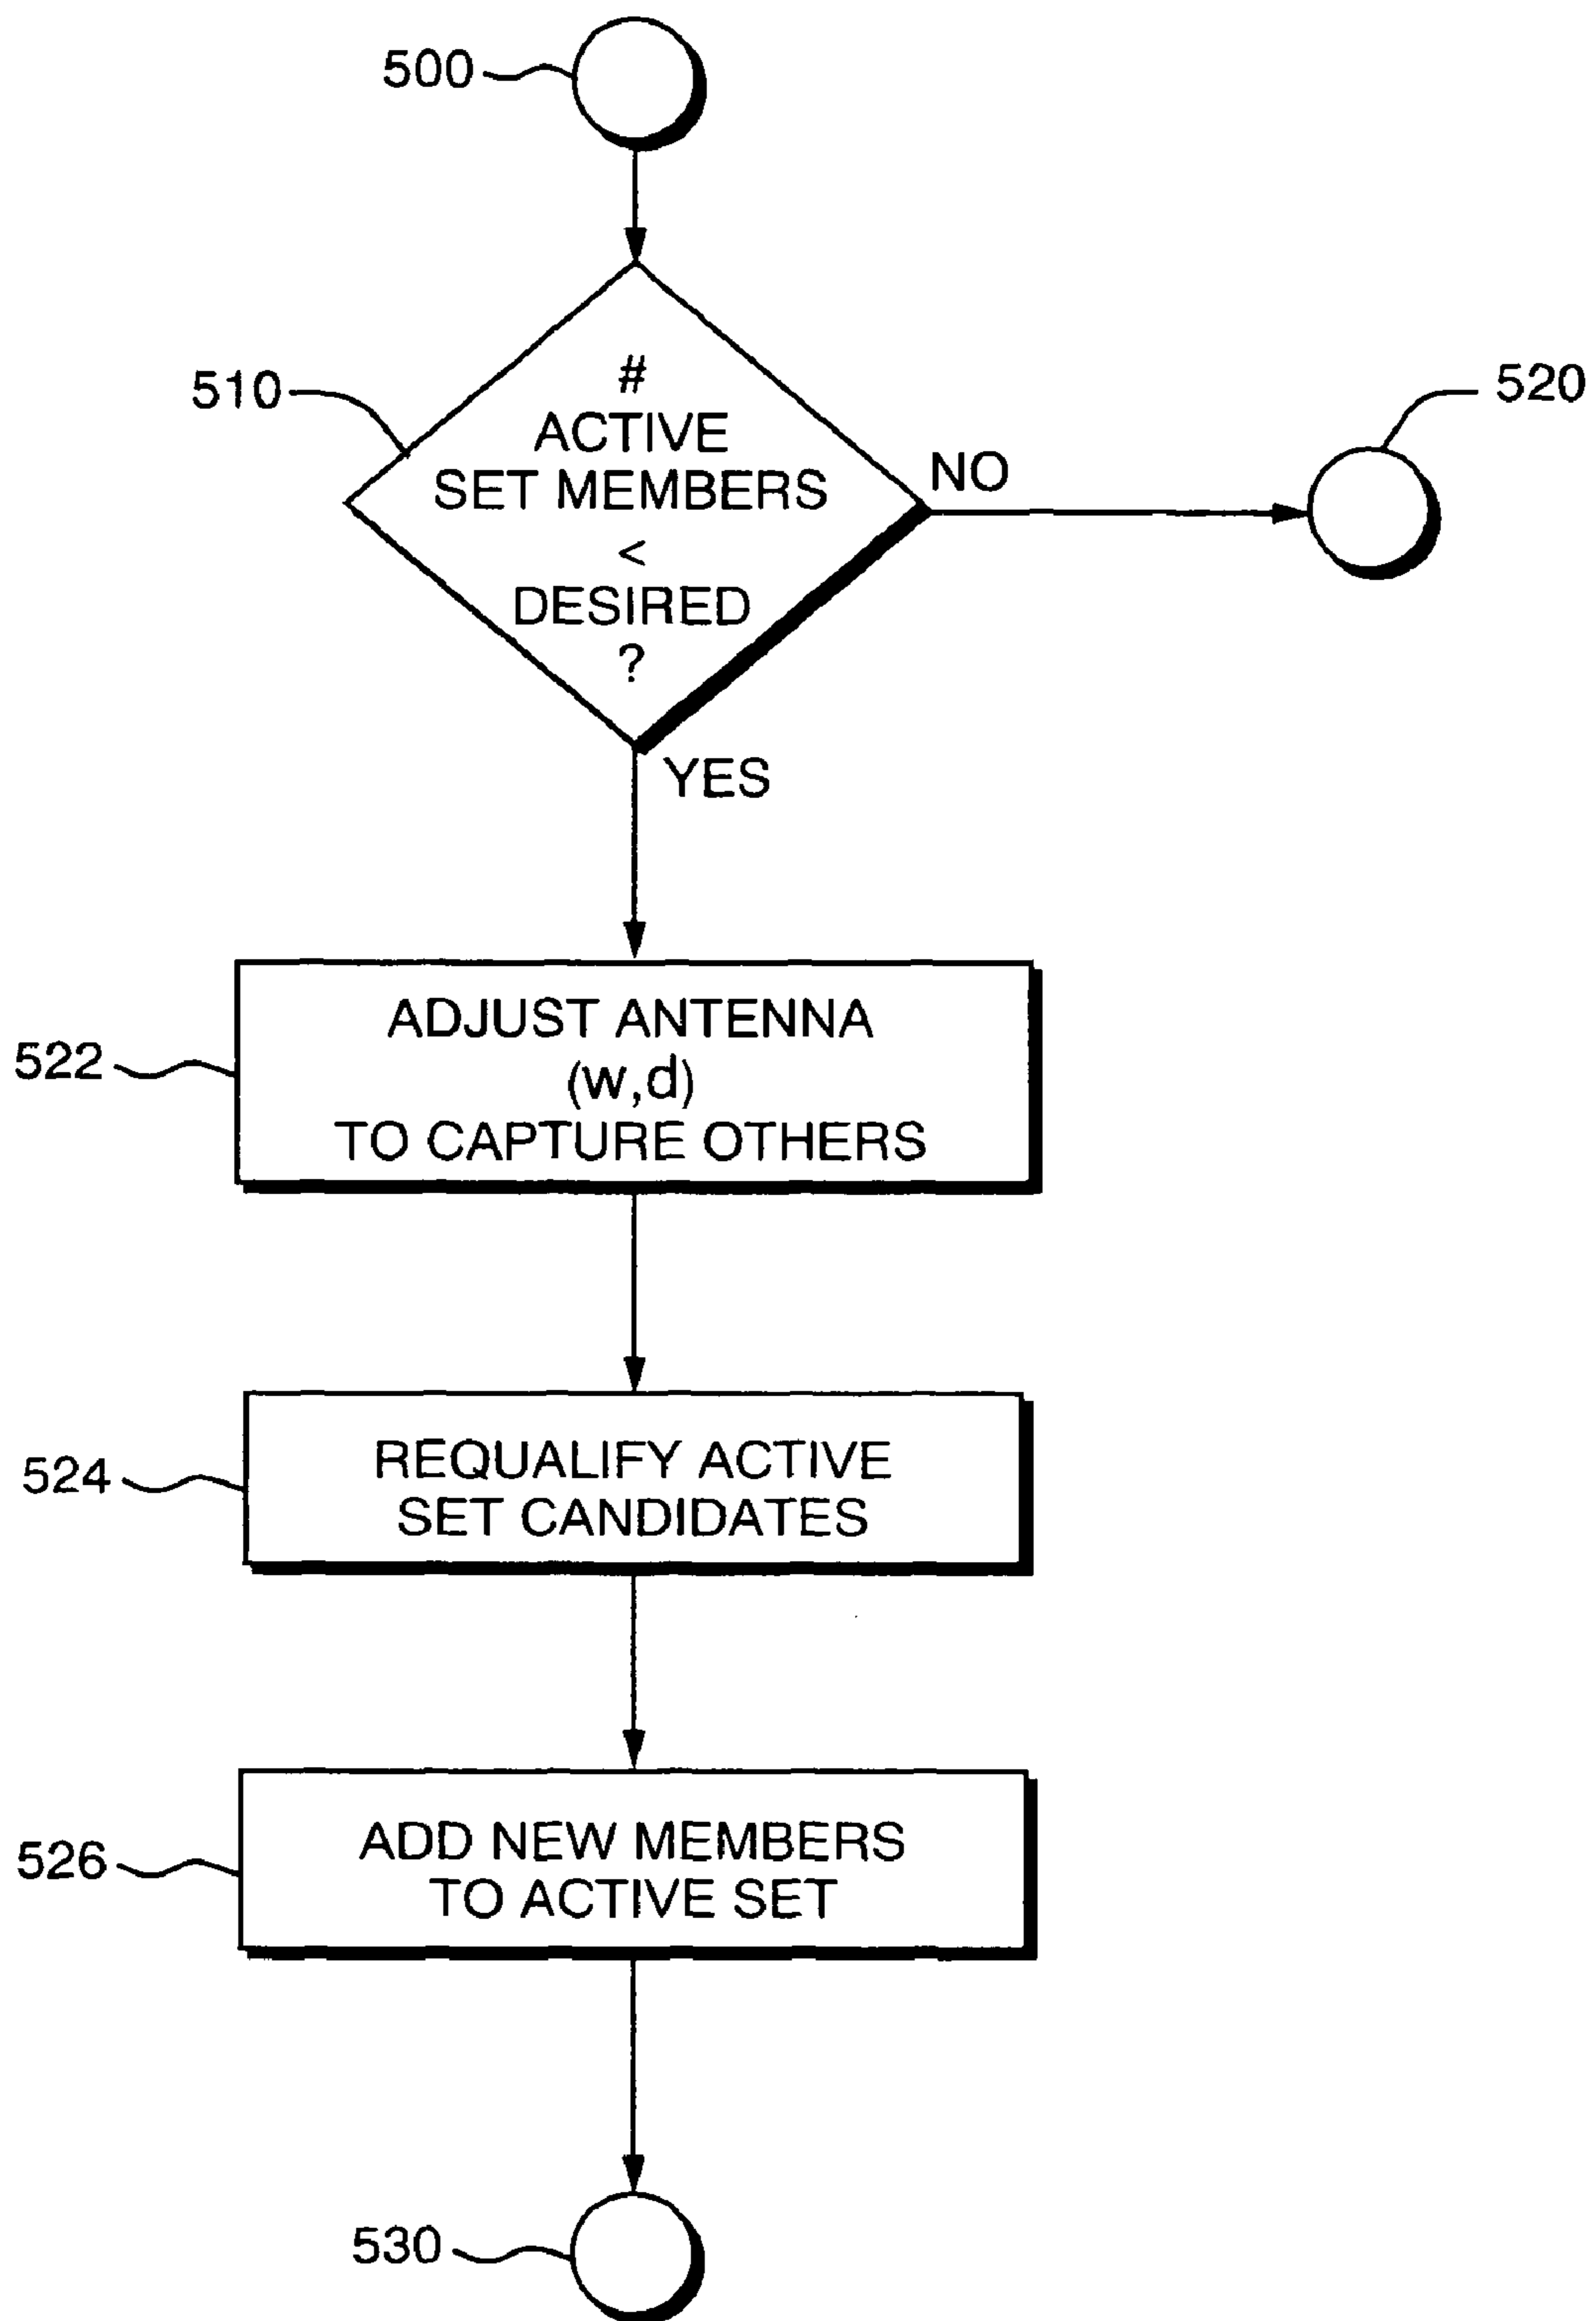 500
510
#
ACTIVE
SET MEMBERS
<
DESIRED
?
NO
520
YES
522
ADJUST ANTENNA
(w,d)
TO CAPTURE OTHERS
524
REQUALIFY ACTIVE
SET CANDIDATES
526
ADD NEW MEMBERS
TO ACTIVE SET
530